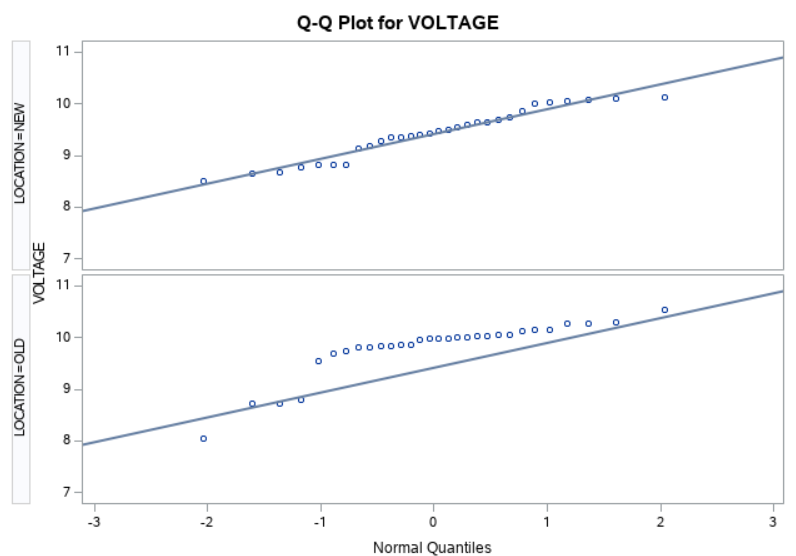 Q-Q Plot for VOLTAGE
LOCATION=NEW
11
10
9
8
7
VOLTAGE
LOCATION=OLD
11
10
9
8
7
-3 -2 -1 0 1 2 3
Normal Quantiles